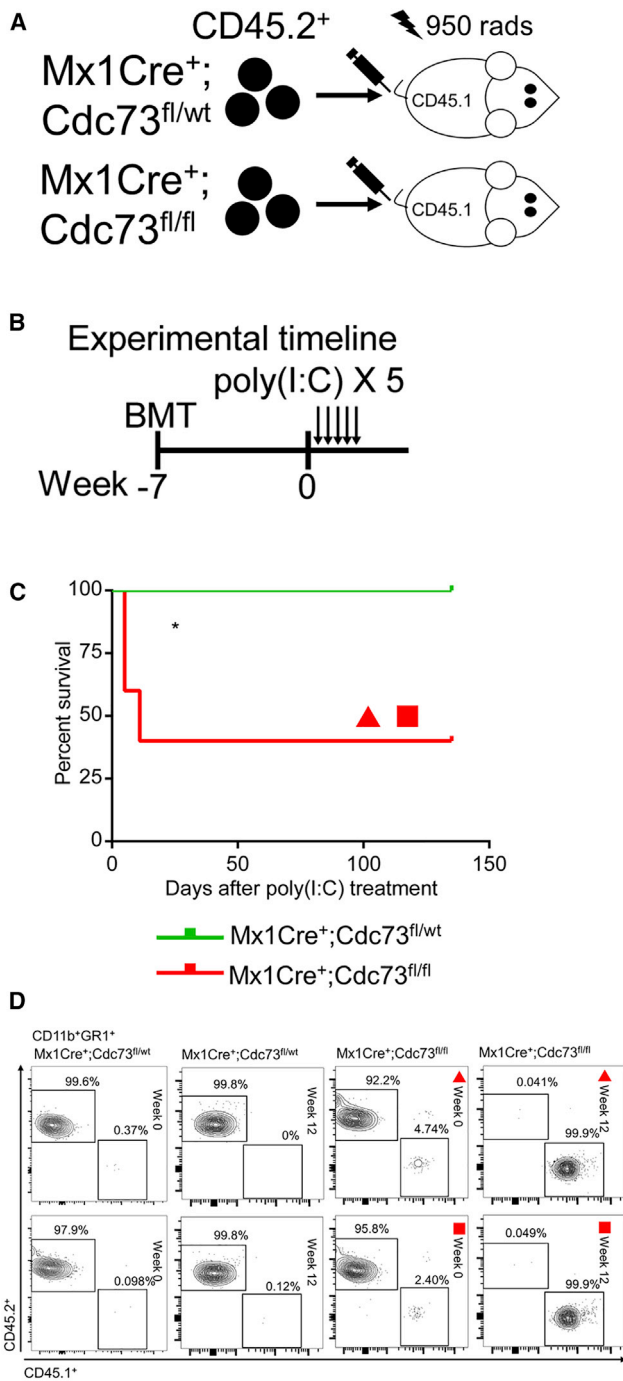 A
CD45.2+
950 rads
Mx1Cre+;
Cdc73fl/wt
CD45.1
Mx1Cre+;
Cdc73fl/fl
CD45.1
B
Experimental timeline
poly(I:C) X 5
BMT
Week -7
0
C
100
75
50
25
0
Percent survival
*
0
50
100
150
Days after poly(I:C) treatment
Mx1Cre+;Cdc73fl/wt
Mx1Cre+;Cdc73fl/fl
D
CD11b+GR1+
Mx1Cre+;Cdc73fl/wt
Mx1Cre+;Cdc73fl/wt
Mx1Cre+;Cdc73fl/fl
Mx1Cre+;Cdc73fl/fl
99.6%
0.37%
Week 0
99.8%
0%
Week 12
92.2%
4.74%
Week 0
0.041%
99.9%
Week 12
97.9%
0.098%
Week 0
99.8%
0.12%
Week 12
95.8%
2.40%
Week 0
0.049%
99.9%
Week 12
CD45.2+
CD45.1+